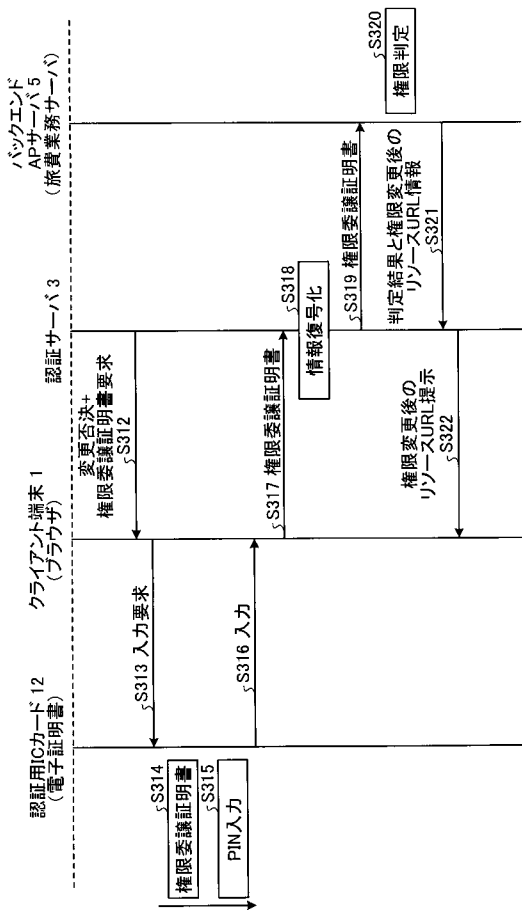 認証用ICカード 12
(電子証明書)
クライアント端末 1
(ブラウザ)
認証サーバ 3
バックエンド
APサーバ 5
(旅費業務サーバ)
変更否決+
権限委譲証明書要求
S312
S313 入力要求
S314
権限委譲証明書
S315
PIN入力
S316 入力
S317 権限委譲証明書
S318
情報復号化
S319 権限委譲証明書
S320
権限判定
判定結果と権限変更後の
リソースURL情報
S321
権限変更後の
リソースURL提示
S322